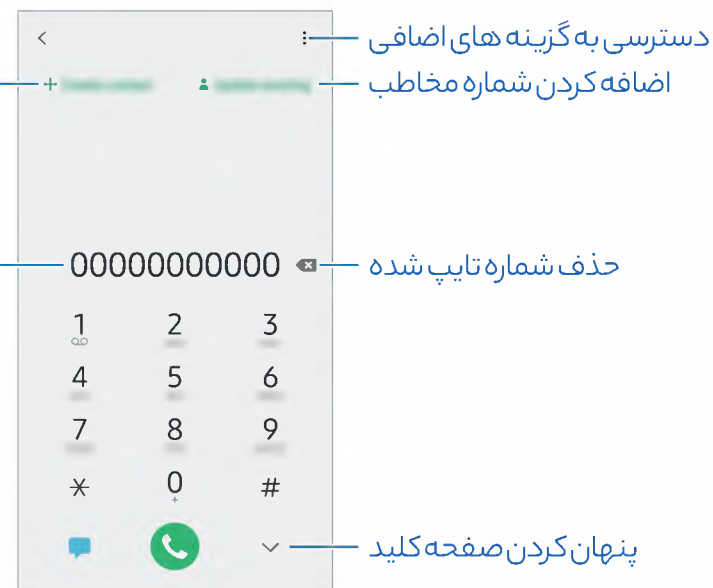 دسترسی به گزینه های اضافی
اضافه کردن شماره مخاطب
00000000000
حذف شماره تایپ شده
1 2 3
4 5 6
7 8 9
* 0 #
+
پنهان کردن صفحه کلید